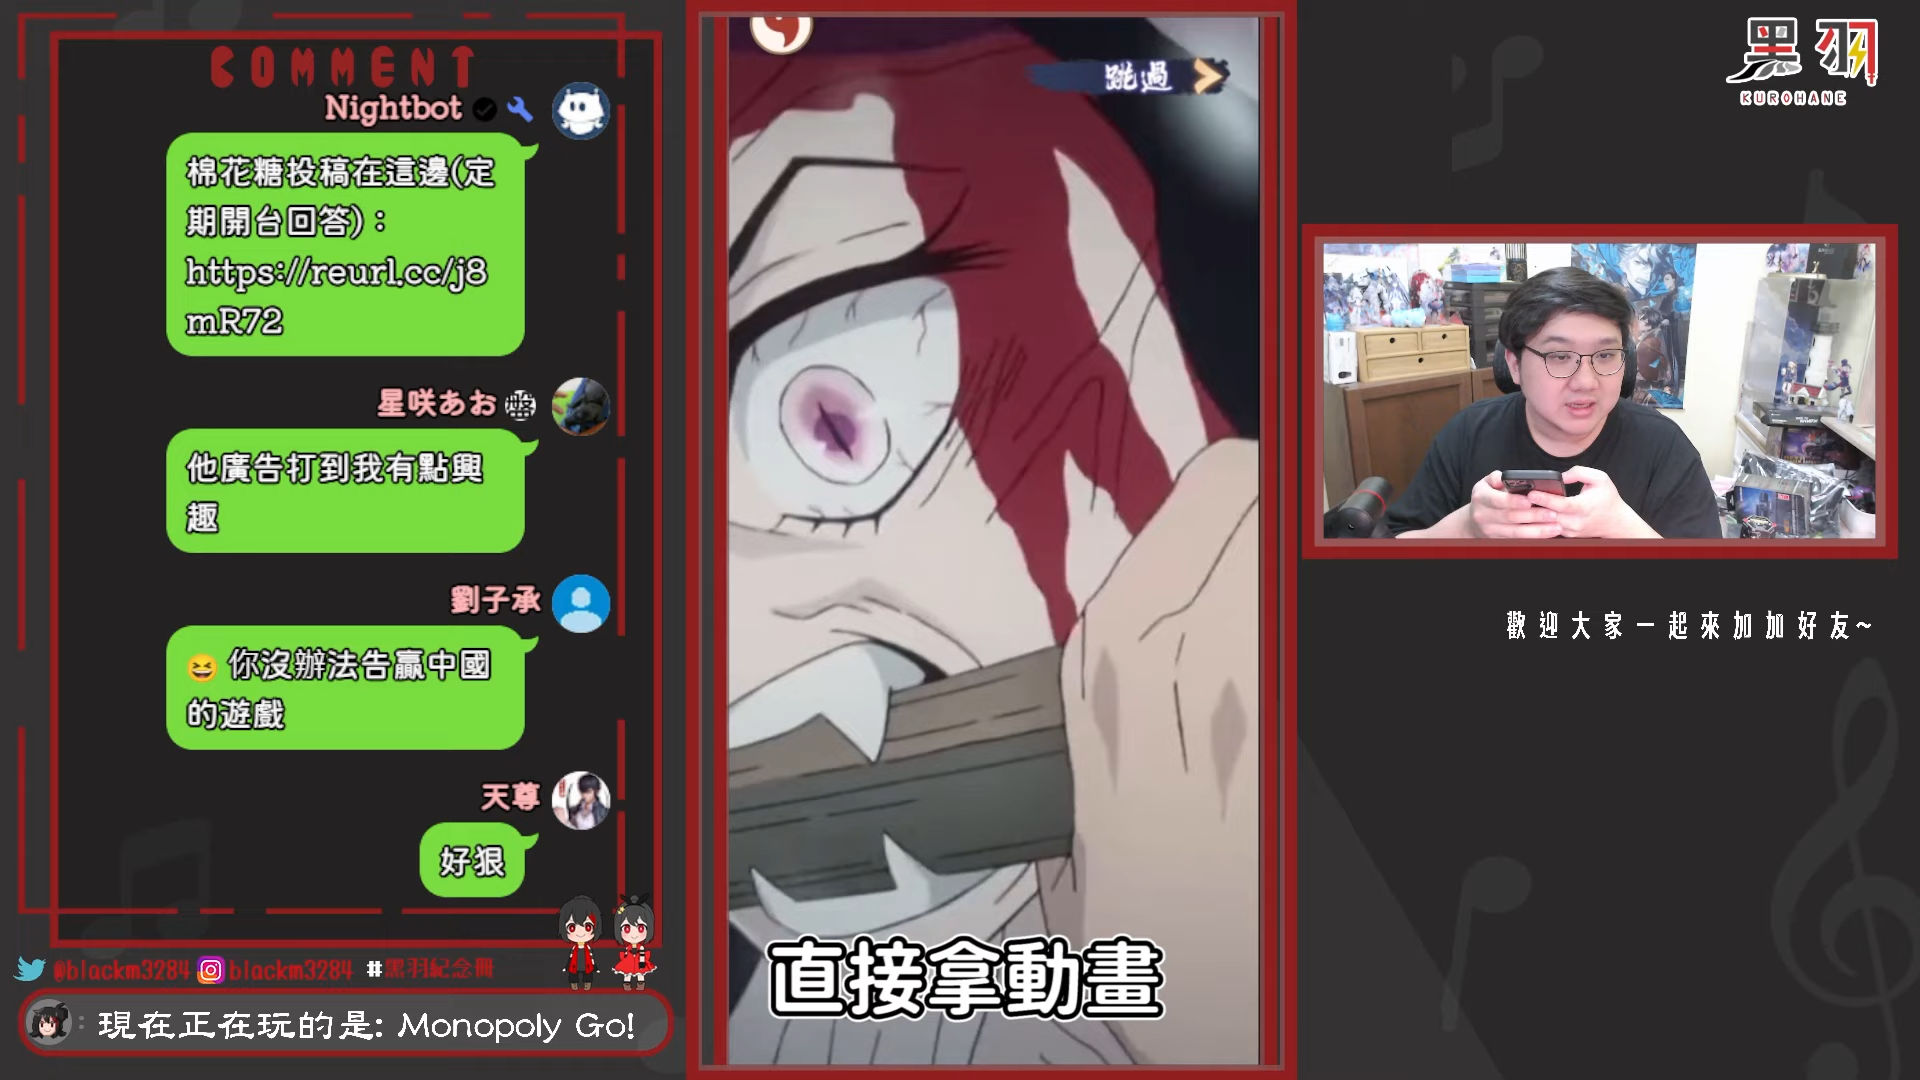 COMMENT
Nightbot
棉花糖投稿在這邊(定
期開台回答)：
https://reurl.cc/j8
mR72
星咲あお
他廣告打到我有點興
趣
劉子承
😆 你沒辦法告贏中國
的遊戲
天尊
好狠
@blackm3284 blackm3284 #黑羽紀念冊
: 現在正在玩的是: Monopoly Go!
跳過
直接拿動畫
黑羽
KUROHANE
歡迎大家一起來加加好友~